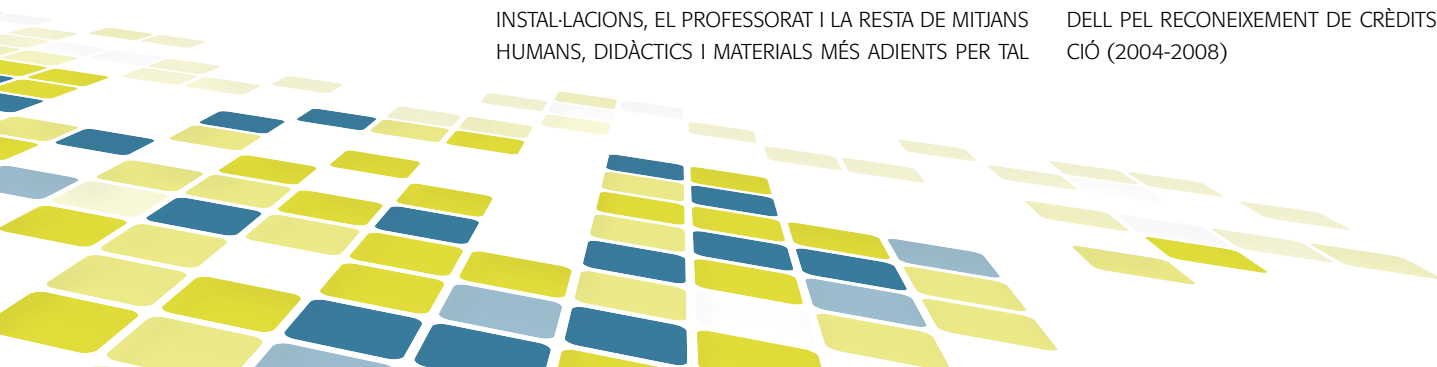 INSTAL·LACIONS, EL PROFESSORAT I LA RESTA DE MITJANS
HUMANS, DIDÀCTICS I MATERIALS MÉS ADIENTS PER TAL
DELL PEL RECONEIXEMENT DE CRÈDITS
CIÓ (2004-2008)